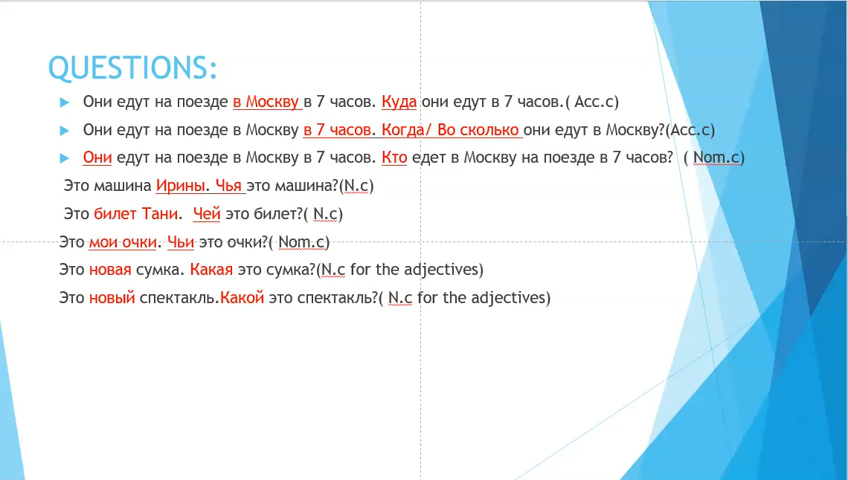 QUESTIONS:
Они едут на поезде в Москву в 7 часов. Куда они едут в 7 часов.( Acc.c)
Они едут на поезде в Москву в 7 часов. Когда/ Во сколько они едут в Москву?(Acc.c)
Они едут на поезде в Москву в 7 часов. Кто едет в Москву на поезде в 7 часов? ( Nom.c)
Это машина Ирины. Чья это машина?(N.c)
Это билет Тани. Чей это билет?( N.c)
Это мои очки. Чьи это очки?( Nom.c)
Это новая сумка. Какая это сумка?(N.c for the adjectives)
Это новый спектакль.Какой это спектакль?( N.c for the adjectives)